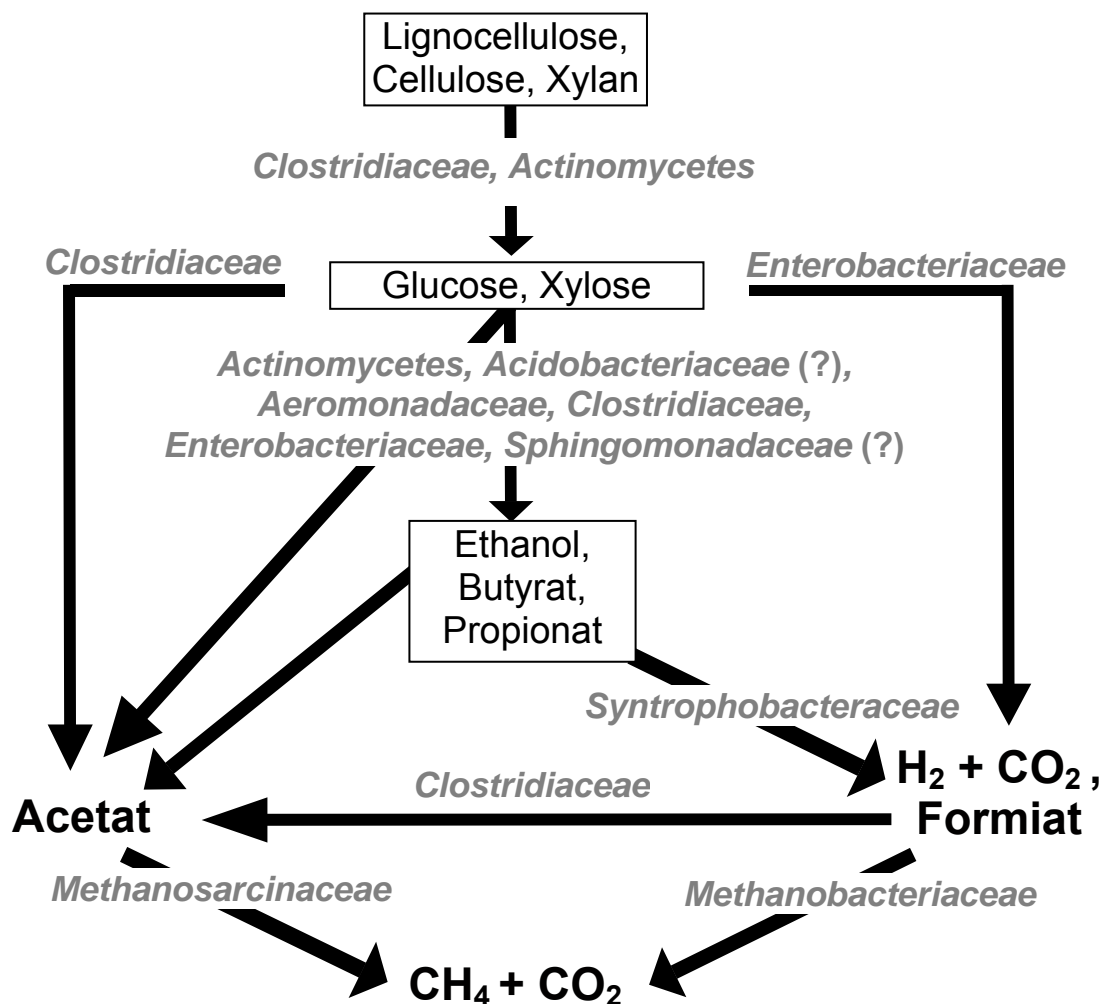 Lignocellulose,
Cellulose, Xylan
Clostridiaceae, Actinomycetes
Clostridiaceae
Enterobacteriaceae
Glucose, Xylose
Actinomycetes, Acidobacteriaceae (?),
Aeromonadaceae, Clostridiaceae,
Enterobacteriaceae, Sphingomonadaceae (?)
Ethanol,
Butyrat,
Propionat
Syntrophobacteraceae
H₂ + CO₂ ,
Formiat
Clostridiaceae
Acetat
Methanosarcinaceae
Methanobacteriaceae
CH₄ + CO₂